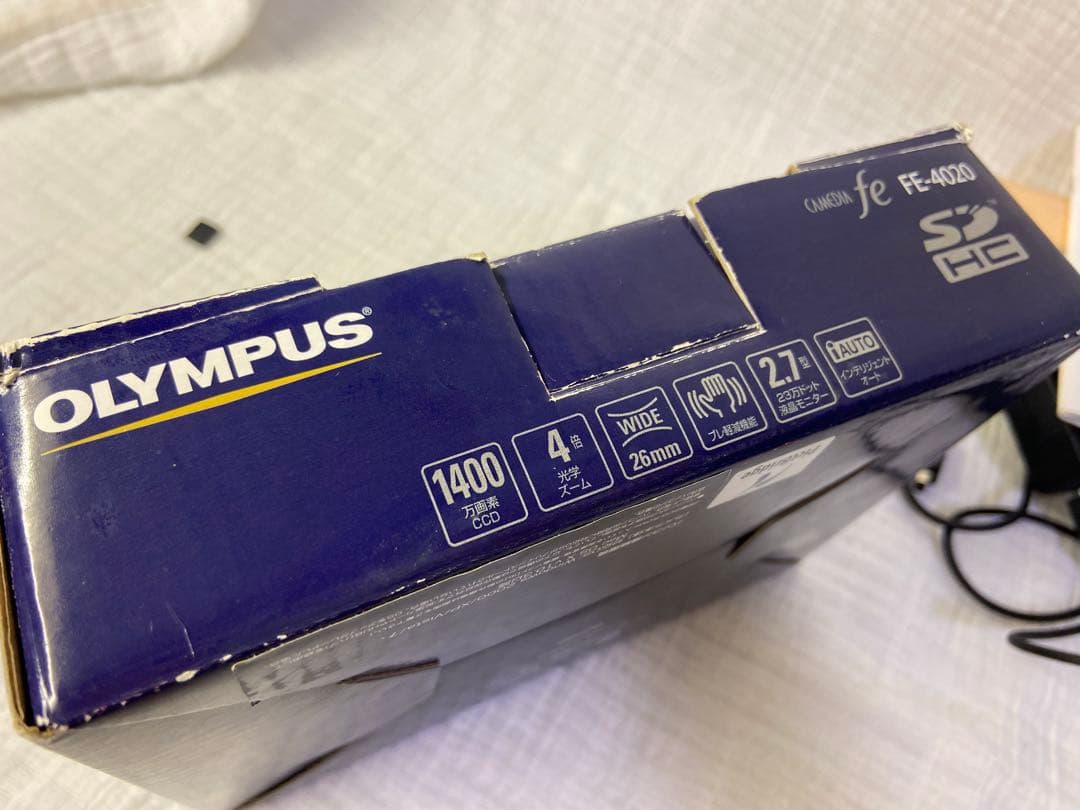 OLYMPUS®
CAMEDIA fe FE-4020
SD™
HC
1400
万画素
CCD
4倍
光学
ズーム
WIDE
26mm
ブレ軽減機能
2.7型
23万ドット
液晶モニター
iAUTO
インテリジェント
オート